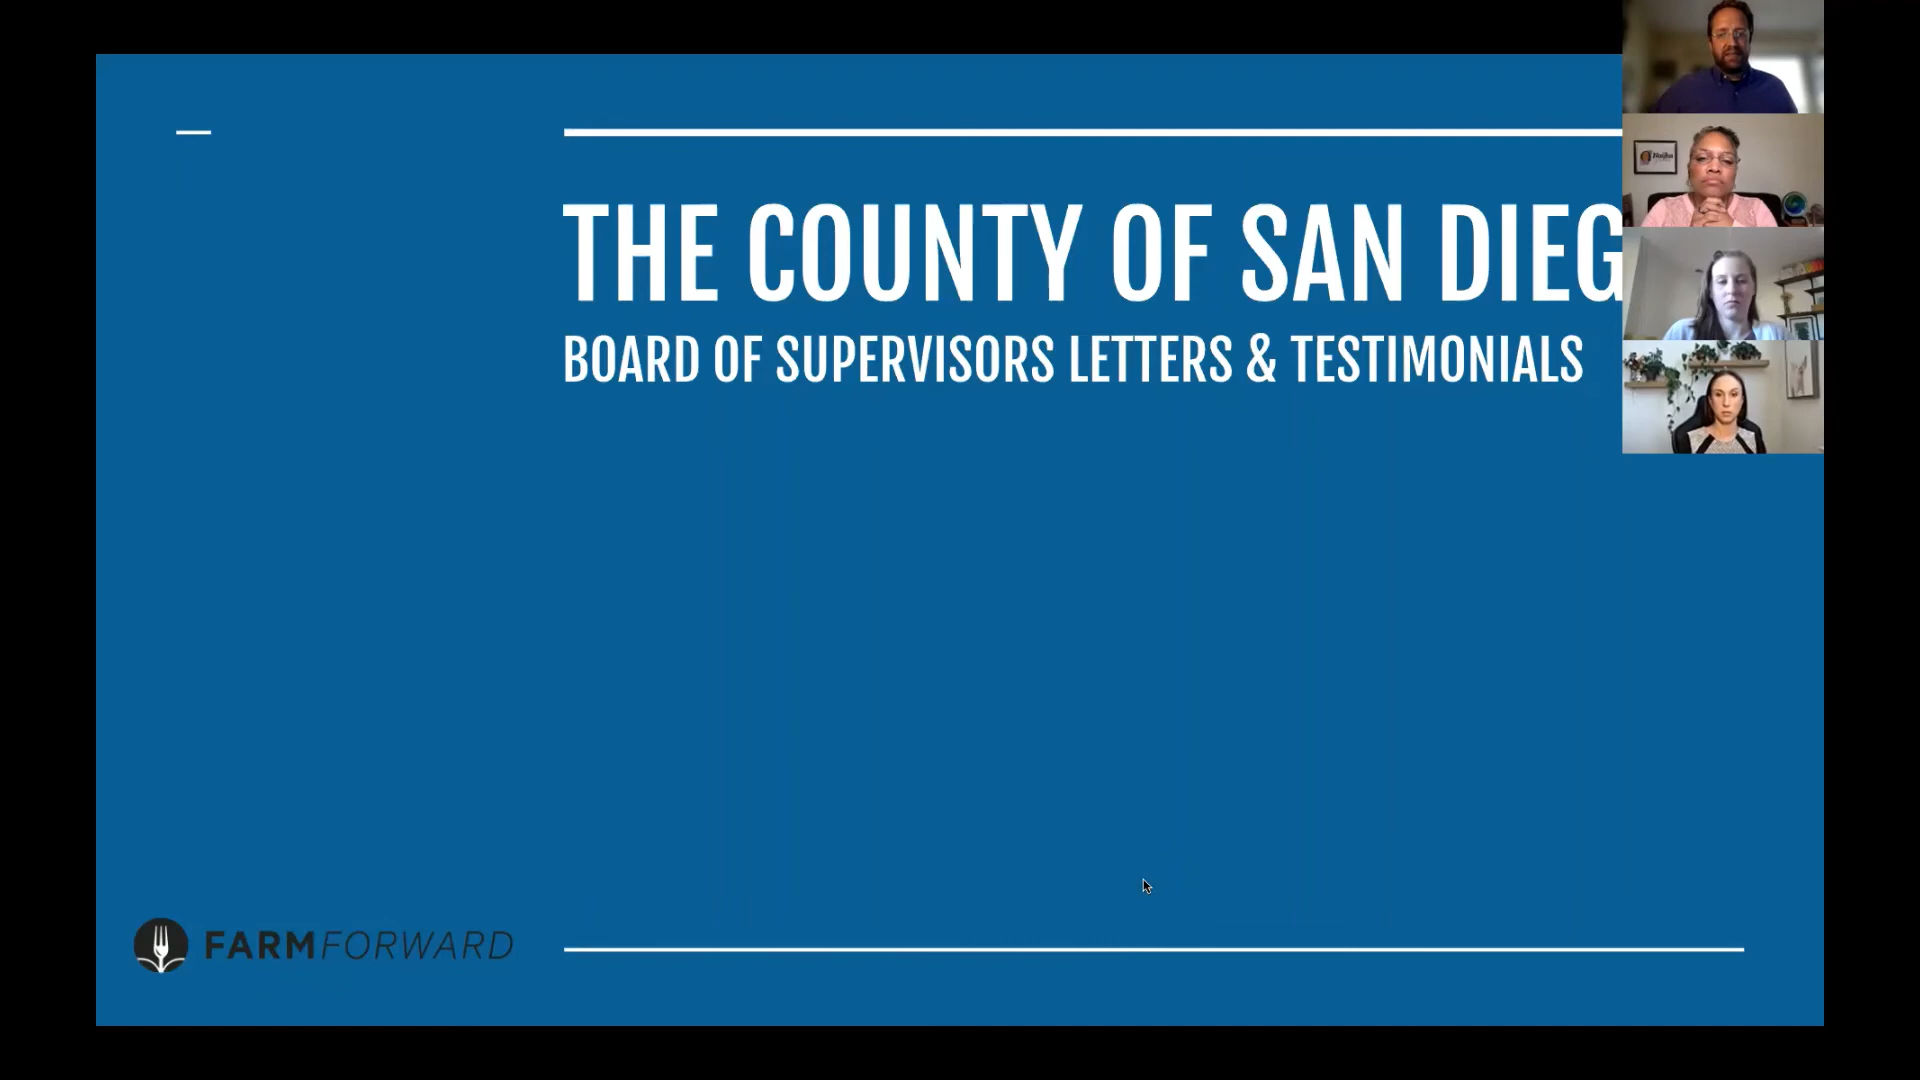 THE COUNTY OF SAN DIEG
BOARD OF SUPERVISORS LETTERS & TESTIMONIALS
FARMFORWARD